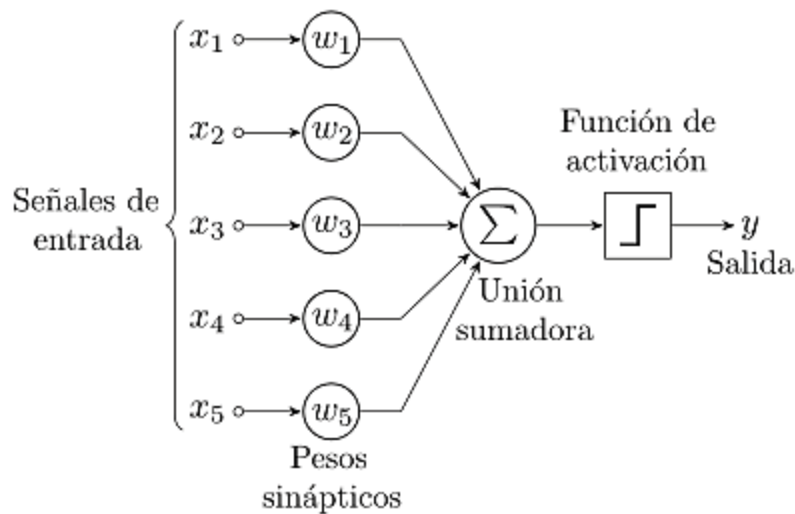 x₁ w₁
x₂ w₂
Función de
activación
Señales de
entrada
x₃ w₃ Σ y
Salida
Unión
sumadora
x₄ w₄
x₅ w₅
Pesos
sinápticos